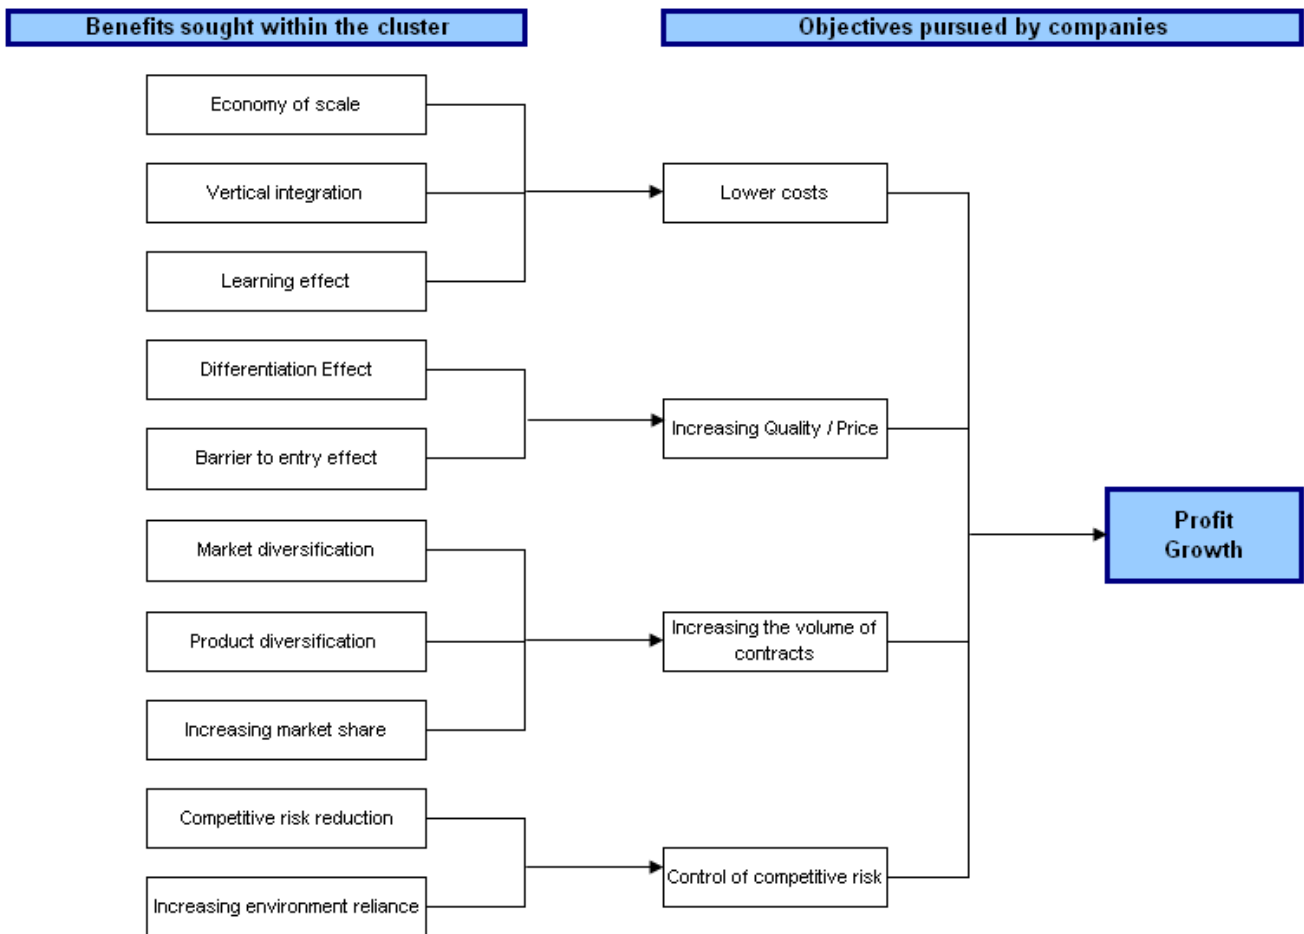 Benefits sought within the cluster
Objectives pursued by companies
Economy of scale
Vertical integration
Lower costs
Learning effect
Differentiation Effect
Increasing Quality / Price
Barrier to entry effect
Profit
Growth
Market diversification
Product diversification
Increasing the volume of
contracts
Increasing market share
Competitive risk reduction
Control of competitive risk
Increasing environment reliance